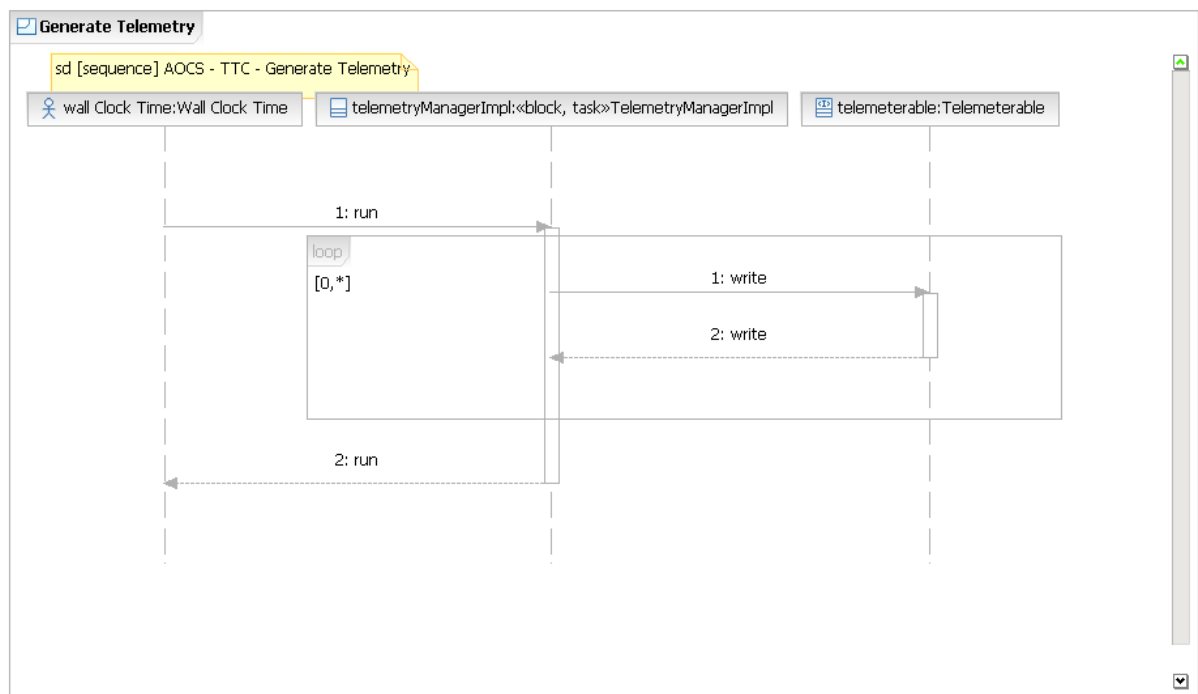 Generate Telemetry
sd [sequence] AOCS - TTC - Generate Telemetry
wall Clock Time:Wall Clock Time
telemetryManagerImpl:«block, task»TelemetryManagerImpl
telemeterable:Telemeterable
1: run
loop
[0,*]
1: write
2: write
2: run